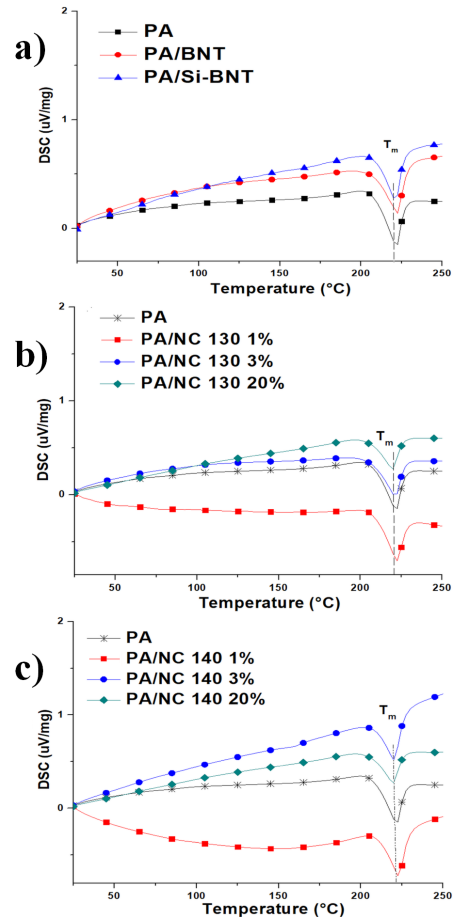 a)
2
1
0
DSC (uV/mg)
PA
PA/BNT
PA/Si-BNT
Tm
50 100 150 200 250
Temperature (°C)
b)
2
1
0
DSC (uV/mg)
PA
PA/NC 130 1%
PA/NC 130 3%
PA/NC 130 20%
Tm
50 100 150 200 250
Temperature (°C)
c)
2
1
0
DSC (uV/mg)
PA
PA/NC 140 1%
PA/NC 140 3%
PA/NC 140 20%
Tm
50 100 150 200 250
Temperature (°C)